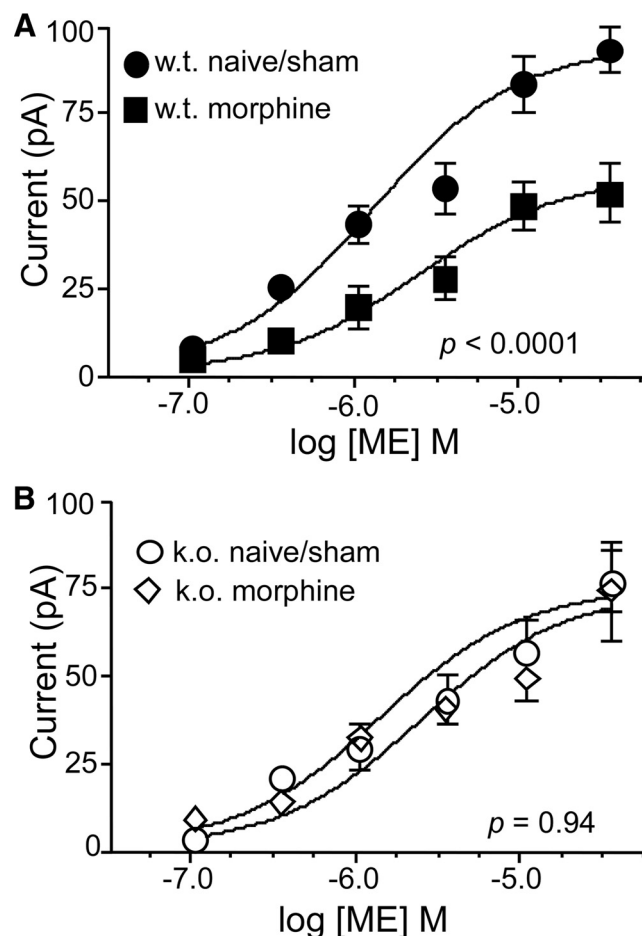 A
100
75
50
25
0
Current (pA)
w.t. naive/sham
w.t. morphine
p < 0.0001
-7.0 -6.0 -5.0
log [ME] M
B
100
75
50
25
0
Current (pA)
k.o. naive/sham
k.o. morphine
p = 0.94
-7.0 -6.0 -5.0
log [ME] M